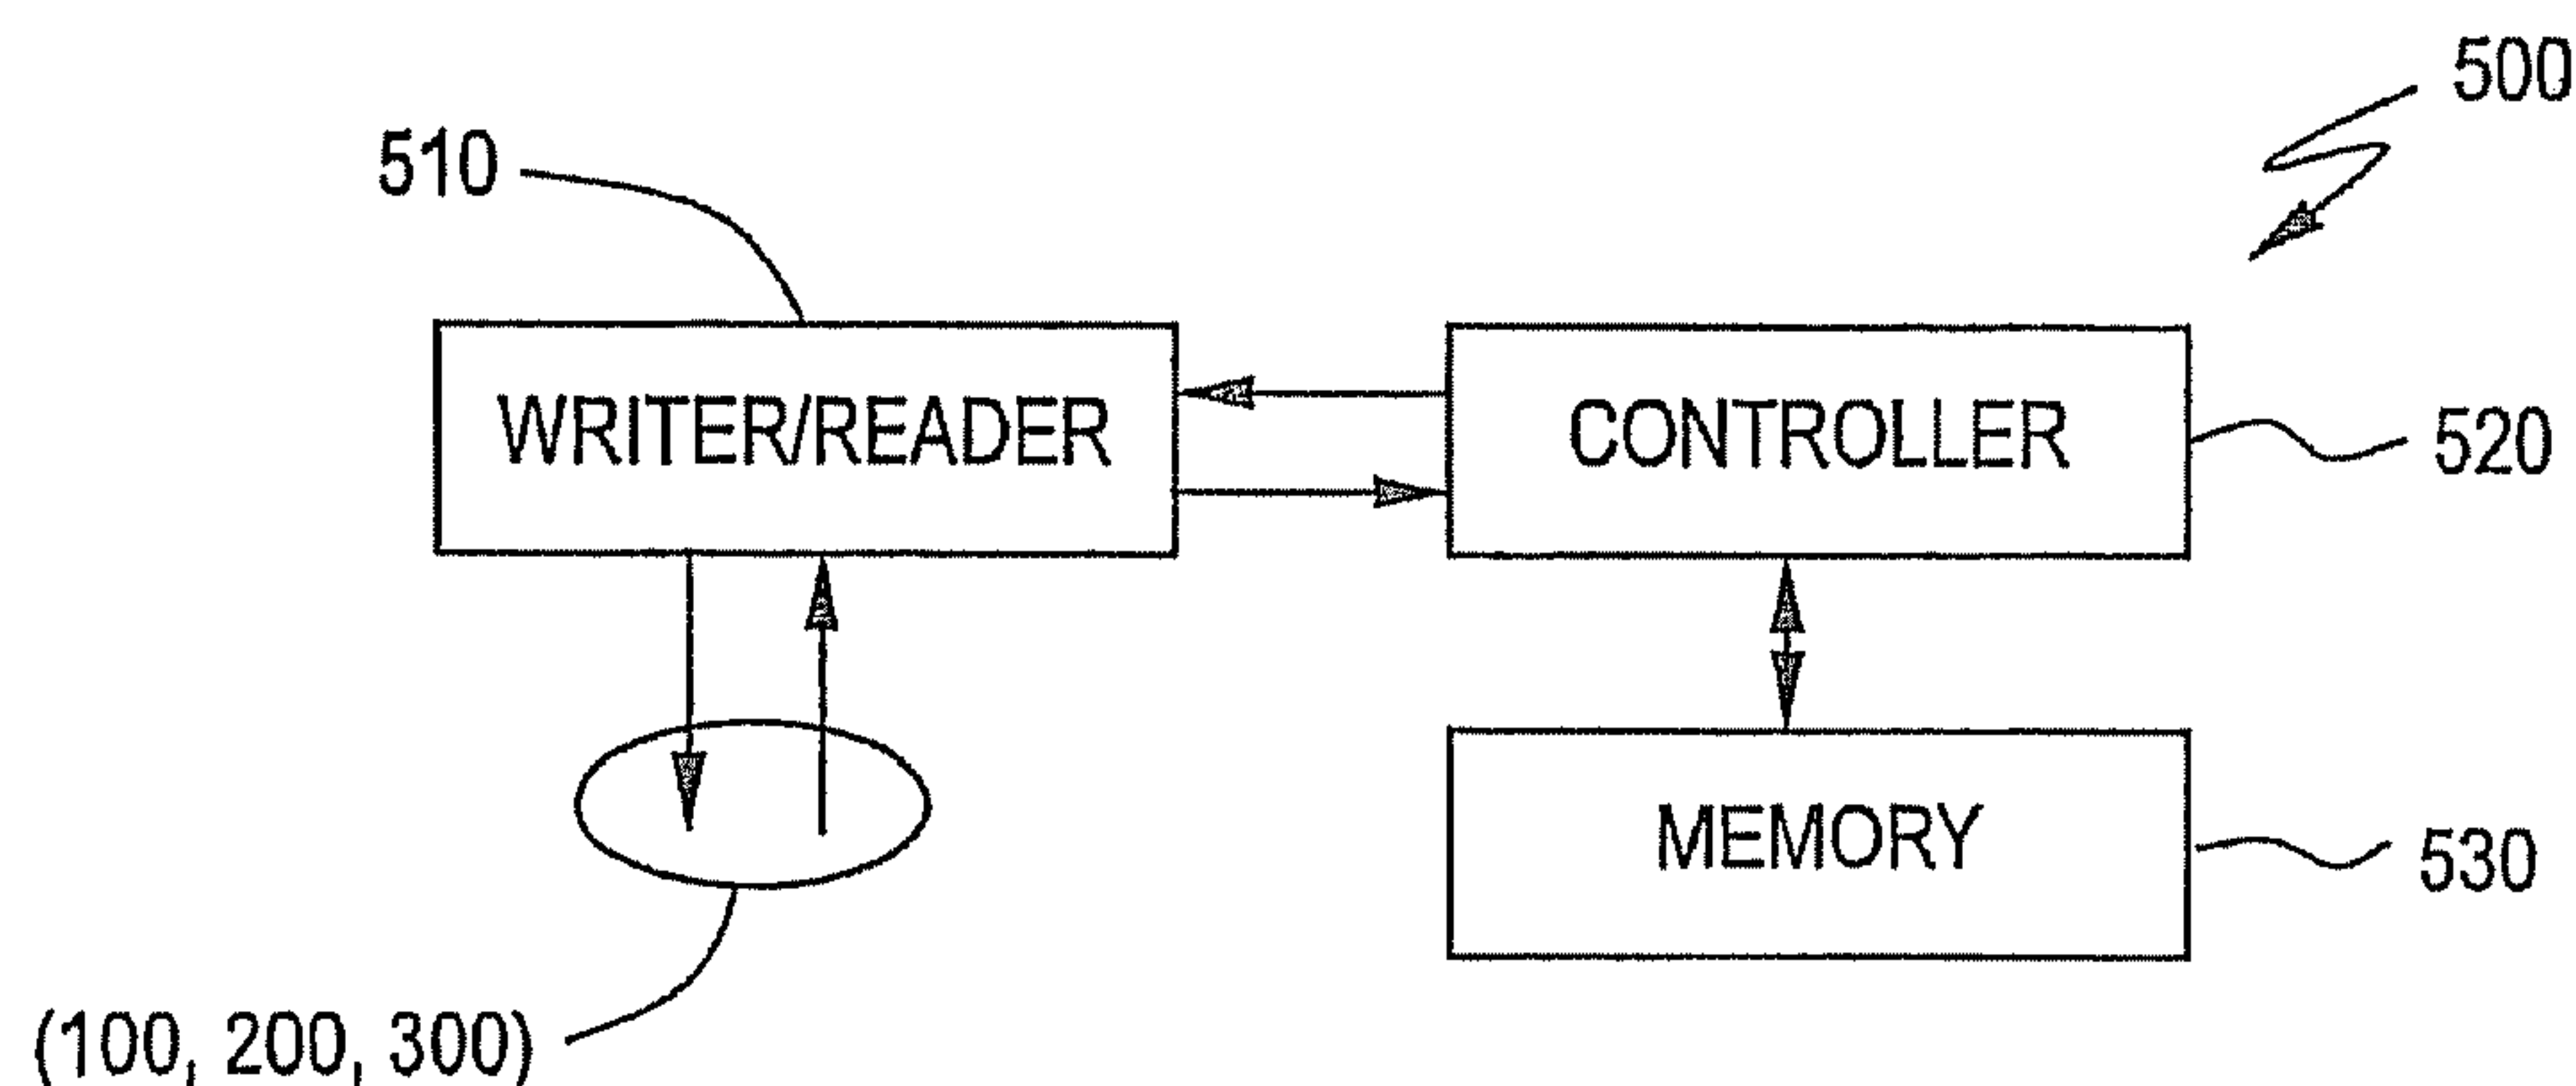 500
510
WRITER/READER
CONTROLLER
520
MEMORY
530
(100, 200, 300)